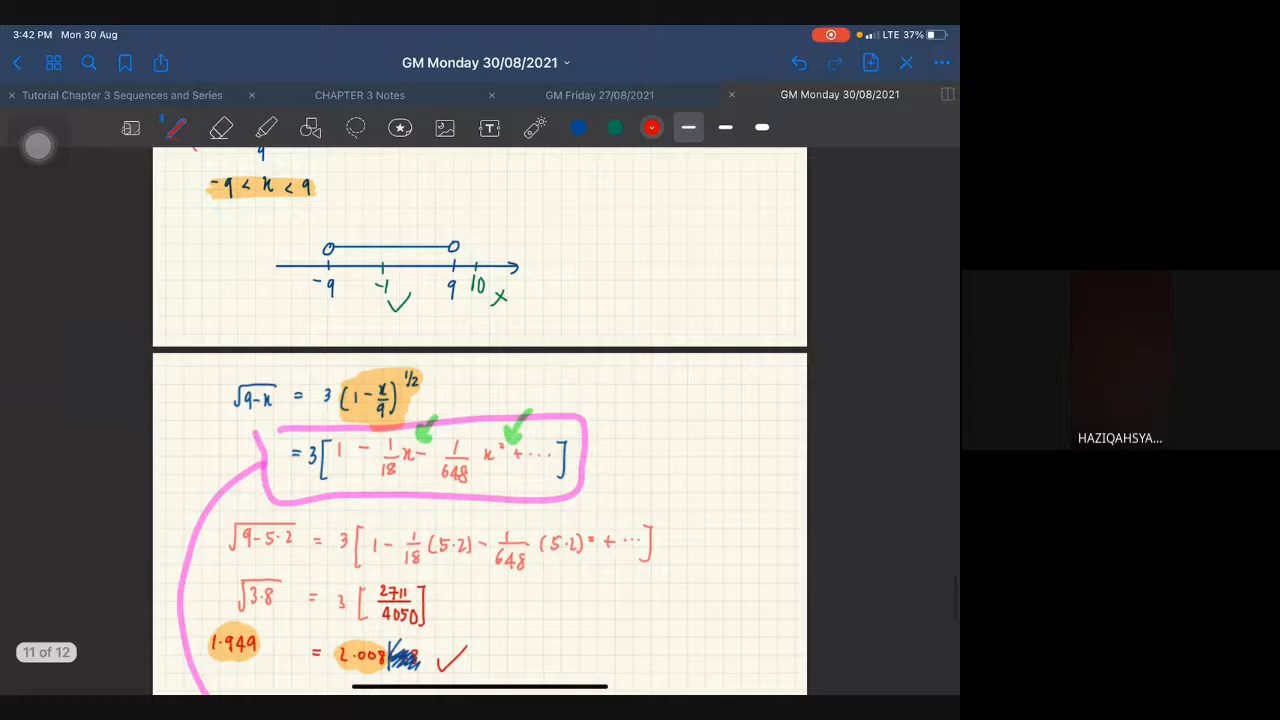 3:42 PM Mon 30 Aug
LTE 37%
GM Monday 30/08/2021
Tutorial Chapter 3 Sequences and Series
CHAPTER 3 Notes
GM Friday 27/08/2021
GM Monday 30/08/2021
9
-9 < x < 9
-9 -1 9 10 x
√9-x = 3 (1 - x/9)^1/2
= 3 [1 - 1/18 x - 1/648 x² + ...]
√9-5.2 = 3 [1 - 1/18 (5.2) - 1/648 (5.2)² + ...]
√3.8 = 3 [2711/4050]
1.949 = 2.008
11 of 12
HAZIQAHSYA...